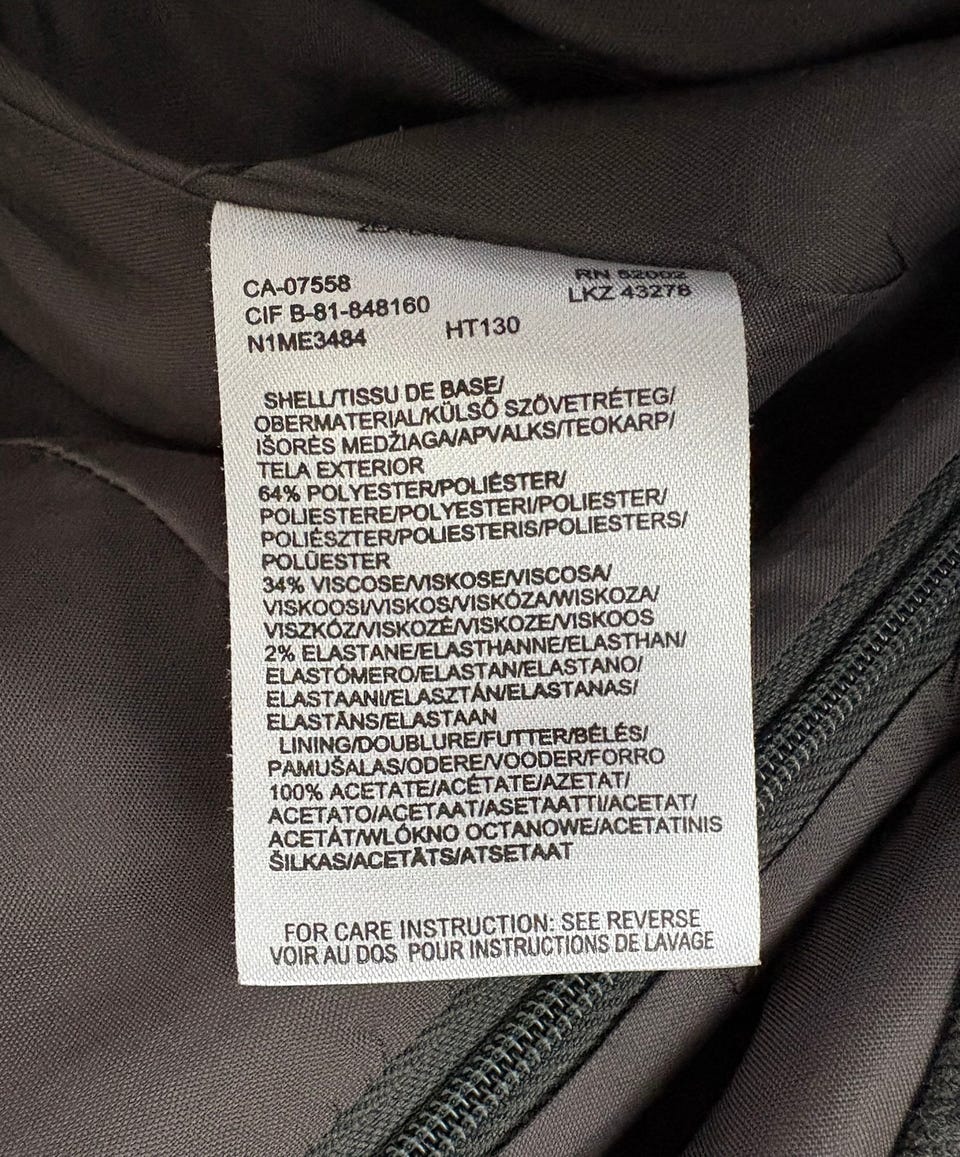 CA-07558
RN 52002
CIF B-81-848160
LKZ 43278
N1ME3484 HT130
SHELL/TISSU DE BASE/
OBERMATERIAL/KÜLSŐ SZÖVETRÉTEG/
IŠORĖS MEDŽIAGA/APVALKS/TEOKARP/
TELA EXTERIOR
64% POLYESTER/POLIÉSTER/
POLIESTERE/POLYESTERI/POLIESTER/
POLIÉSZTER/POLIESTERIS/POLIESTERS/
POLÜESTER
34% VISCOSE/VISKOSE/VISCOSA/
VISKOOSI/VISKOS/VISKÓZA/WISKOZA/
VISZKÓZ/VISKOZĖ/VISKOZE/VISKOOS
2% ELASTANE/ELASTHANNE/ELASTHAN/
ELASTÓMERO/ELASTAN/ELASTANO/
ELASTAANI/ELASZTÁN/ELASTANAS/
ELASTĀNS/ELASTAAN
LINING/DOUBLURE/FUTTER/BÉLÉS/
PAMUŠALAS/ODERE/VOODER/FORRO
100% ACETATE/ACÉTATE/AZETAT/
ACETATO/ACETAAT/ASETAATTI/ACETAT/
ACETÁT/WLÓKNO OCTANOWE/ACETATINIS
ŠILKAS/ACETĀTS/ATSETAAT
FOR CARE INSTRUCTION: SEE REVERSE
VOIR AU DOS POUR INSTRUCTIONS DE LAVAGE